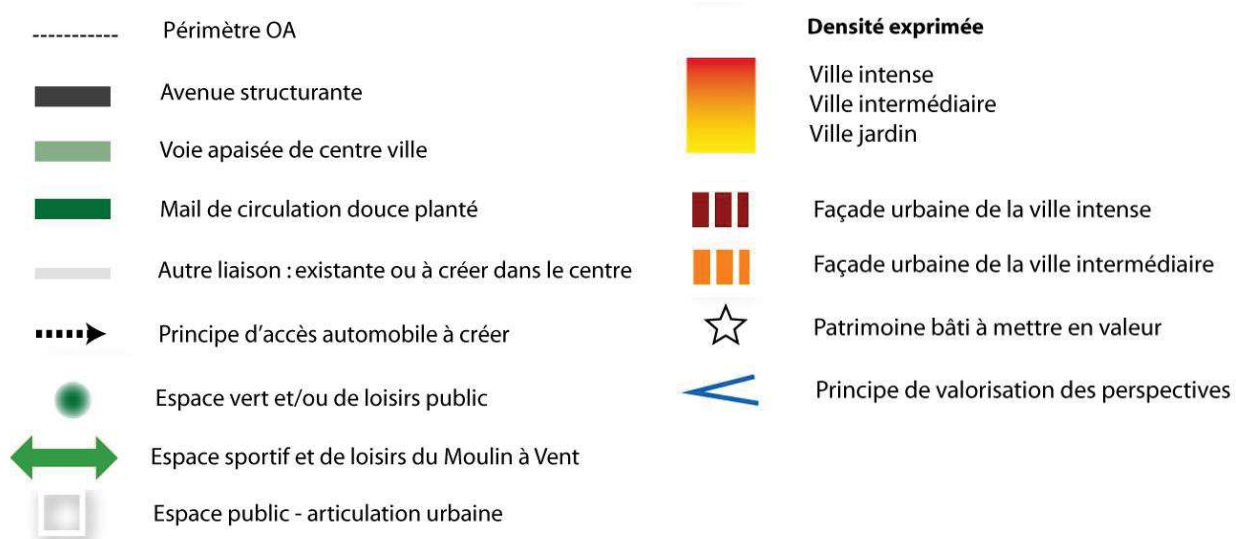 Périmètre OA
Avenue structurante
Voie apaisée de centre ville
Mail de circulation douce planté
Autre liaison : existante ou à créer dans le centre
Principe d'accès automobile à créer
Espace vert et/ou de loisirs public
Espace sportif et de loisirs du Moulin à Vent
Espace public - articulation urbaine
Densité exprimée
Ville intense
Ville intermédiaire
Ville jardin
Façade urbaine de la ville intense
Façade urbaine de la ville intermédiaire
Patrimoine bâti à mettre en valeur
Principe de valorisation des perspectives